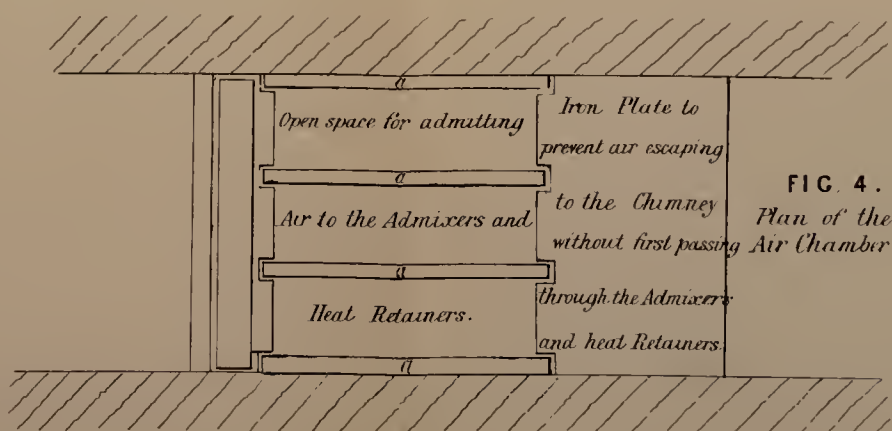 a
Open space for admitting
a
Air to the Admixers and
a
Heat Retainers.
a
Iron Plate to
prevent air escaping
to the Chimney
without first passing
through the Admixers
and heat Retainers.
FIG. 4.
Plan of the
Air Chamber